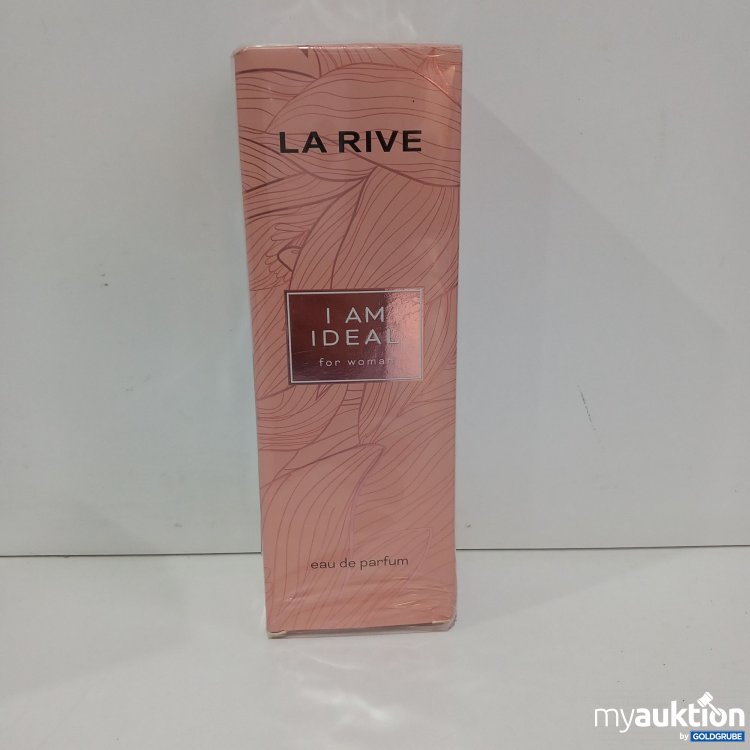 LA RIVE
I AM
IDEAL
for woman
eau de parfum
myauktion
by GOLDGRUBE